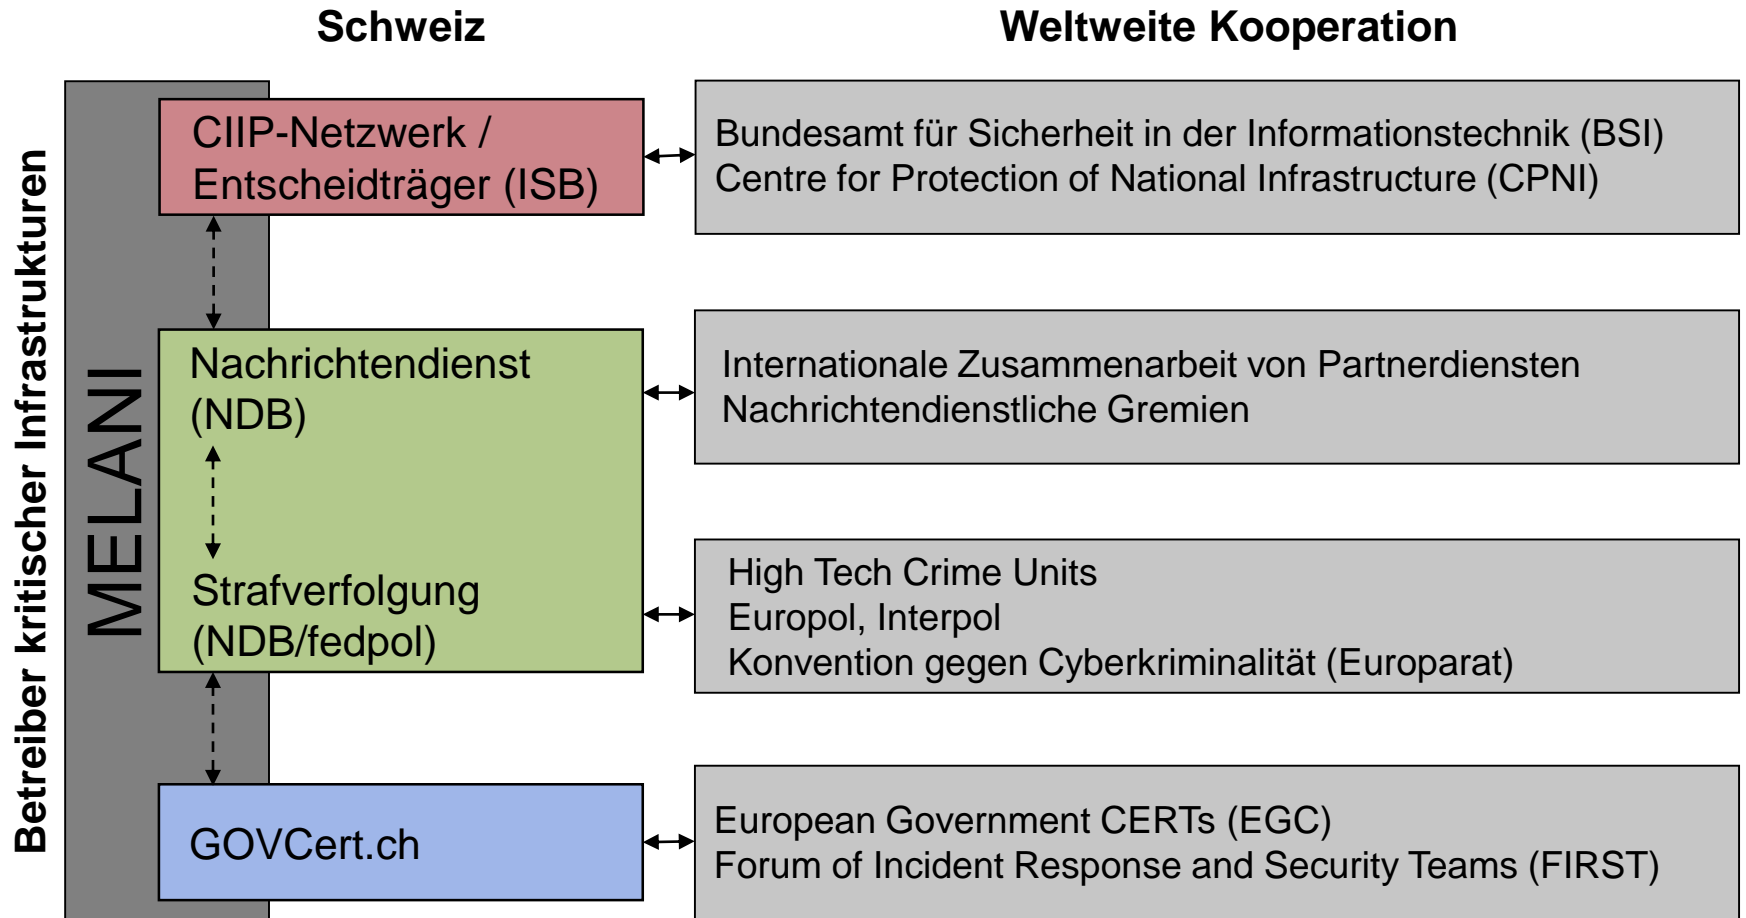 Schweiz
Weltweite Kooperation
Betreiber kritischer Infrastrukturen
MELANI
CIIP-Netzwerk /
Entscheidträger (ISB)
Bundesamt für Sicherheit in der Informationstechnik (BSI)
Centre for Protection of National Infrastructure (CPNI)
Nachrichtendienst
(NDB)
Internationale Zusammenarbeit von Partnerdiensten
Nachrichtendienstliche Gremien
Strafverfolgung
(NDB/fedpol)
High Tech Crime Units
Europol, Interpol
Konvention gegen Cyberkriminalität (Europarat)
GOVCert.ch
European Government CERTs (EGC)
Forum of Incident Response and Security Teams (FIRST)